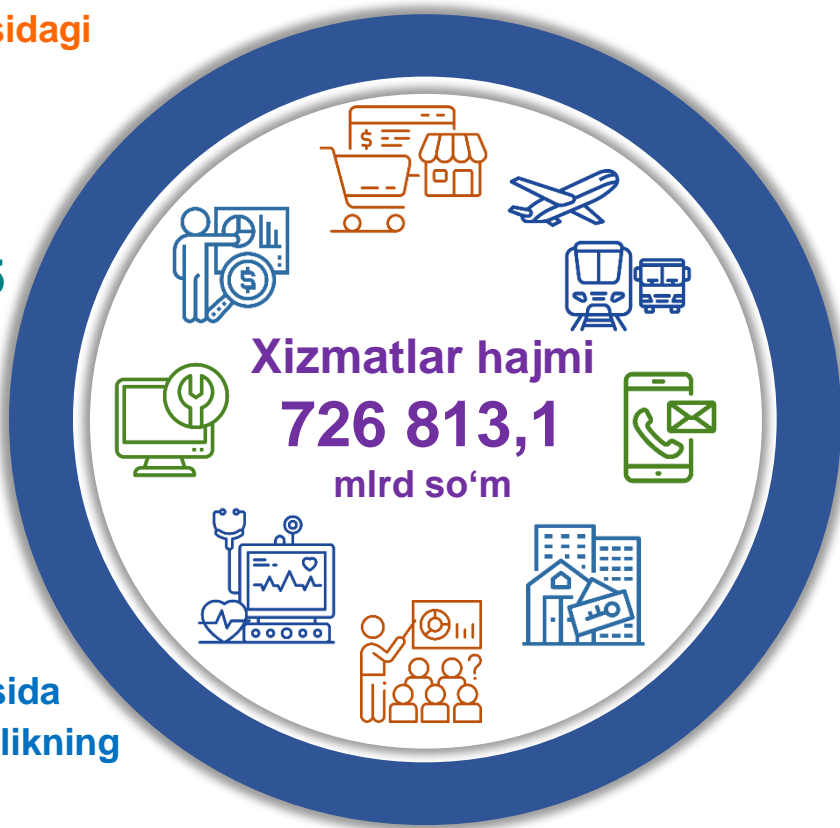 sidagi
Xizmatlar hajmi
726 813,1
mlrd so‘m
sida
likning